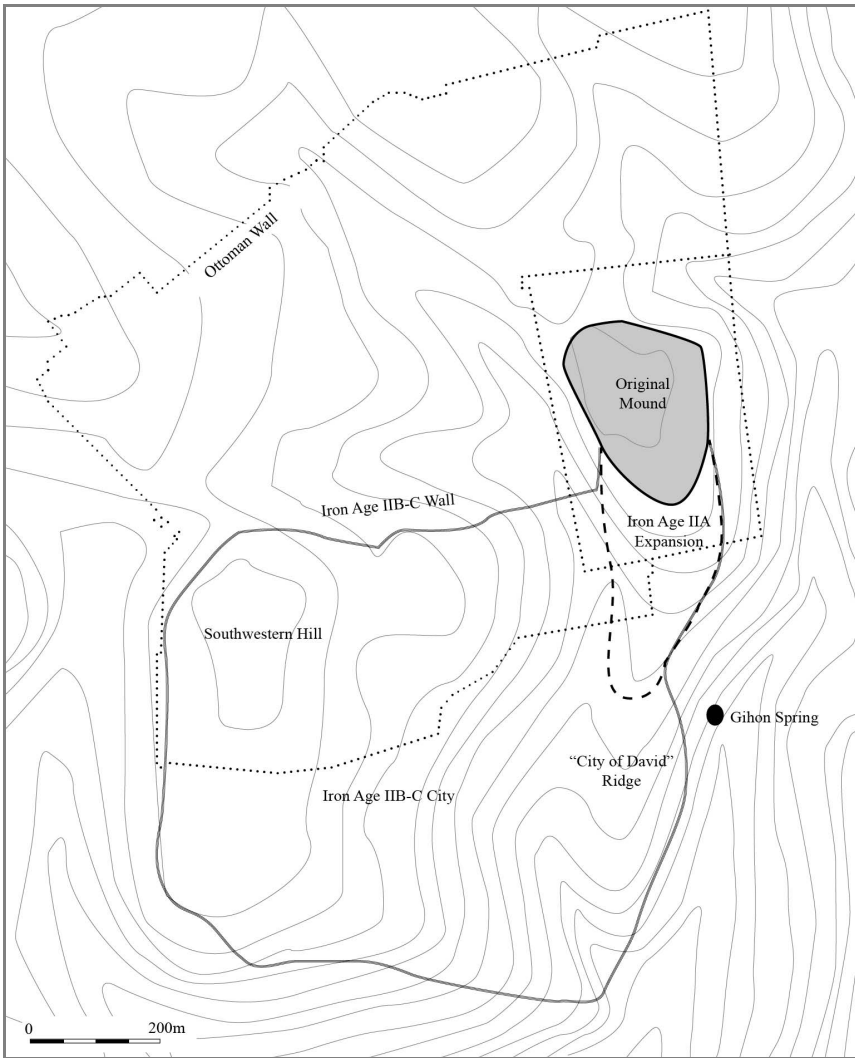 Ottoman Wall
Original
Mound
Iron Age IIB-C Wall
Iron Age IIA
Expansion
Southwestern Hill
Gihon Spring
“City of David”
Ridge
Iron Age IIB-C City
0 200m